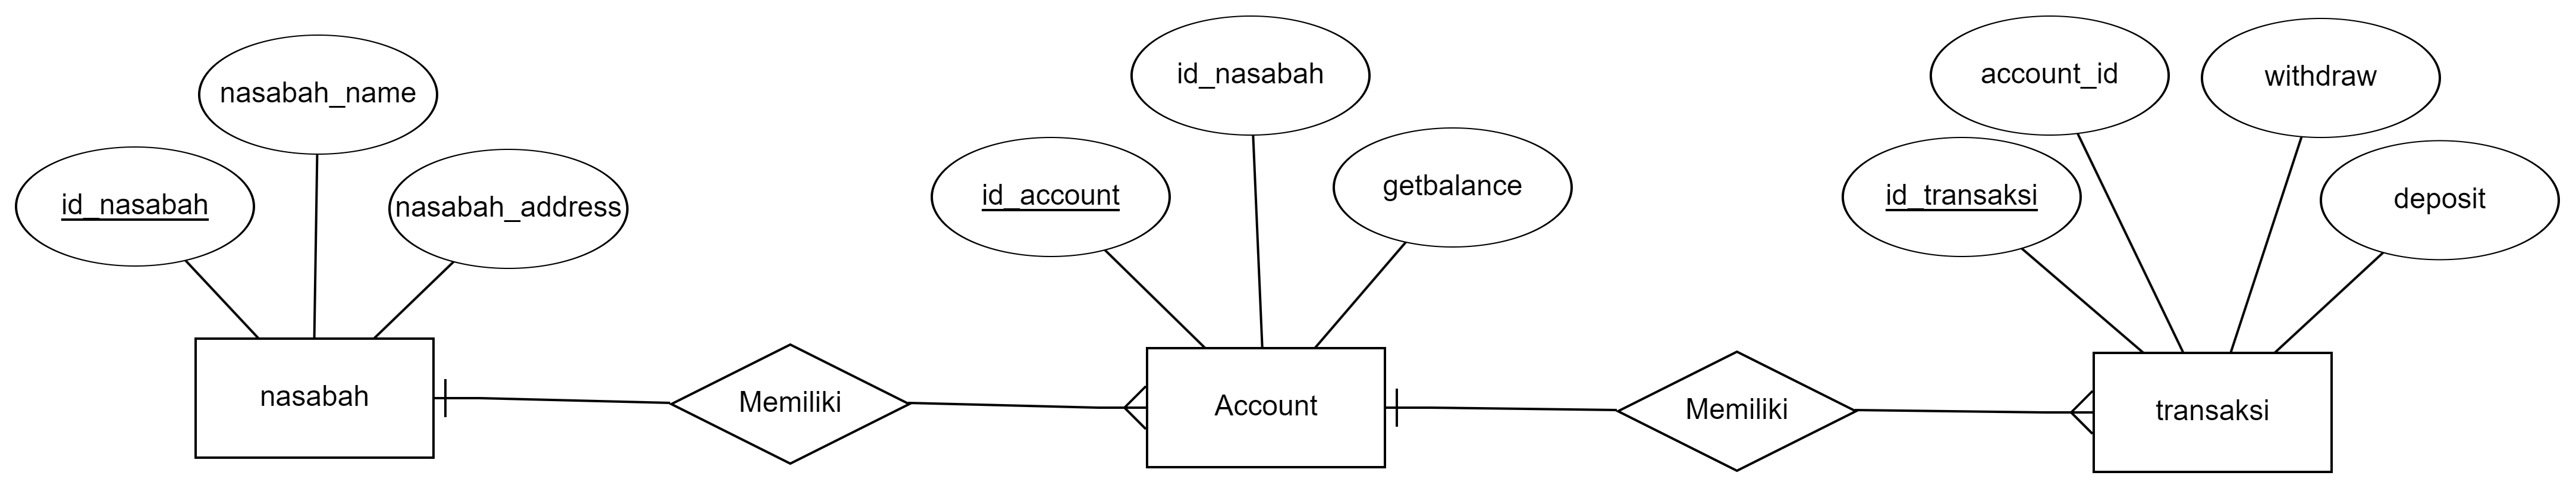 nasabah_name
id_nasabah
nasabah_address
nasabah
Memiliki
id_nasabah
id_account
getbalance
Account
Memiliki
account_id
withdraw
id_transaksi
deposit
transaksi